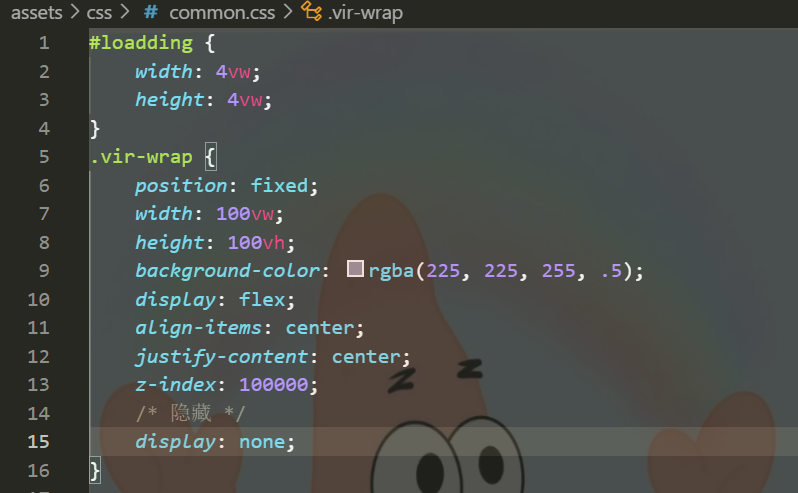 assets > css > # common.css > .vir-wrap
1 #loadding {
2 width: 4vw;
3 height: 4vw;
4 }
5 .vir-wrap {
6 position: fixed;
7 width: 100vw;
8 height: 100vh;
9 background-color: rgba(225, 225, 255, .5);
10 display: flex;
11 align-items: center;
12 justify-content: center;
13 z-index: 100000;
14 /* 隐藏 */
15 display: none;
16 }